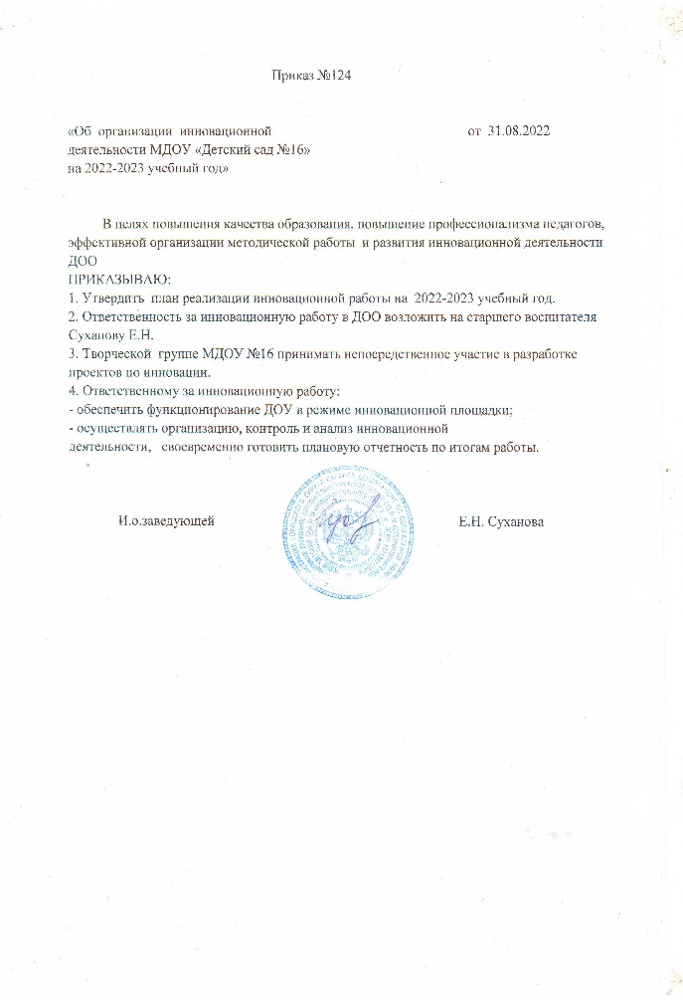 Приказ №124
«Об организации инновационной от 31.08.2022
деятельности МДОУ «Детский сад №16»
на 2022-2023 учебный год»
В целях повышения качества образования, повышение профессионализма педагогов,
эффективной организации методической работы и развития инновационной деятельности
ДОО
ПРИКАЗЫВАЮ:
1. Утвердить план реализации инновационной работы на 2022-2023 учебный год.
2. Ответственность за инновационную работу в ДОО возложить на старшего воспитателя
Суханову Е.Н.
3. Творческой группе МДОУ №16 принимать непосредственное участие в разработке
проектов по инновации.
4. Ответственному за инновационную работу:
- обеспечить функционирование ДОУ в режиме инновационной площадки;
- осуществлять организацию, контроль и анализ инновационной
деятельности, своевременно готовить плановую отчетность по итогам работы.
И.о.заведующей Е.Н. Суханова